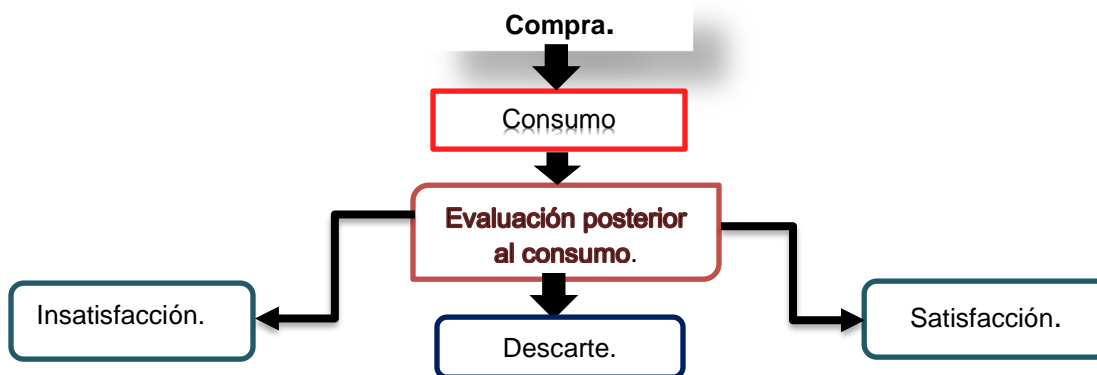 Compra.
Consumo
Evaluación posterior
al consumo.
Insatisfacción.
Satisfacción.
Descarte.